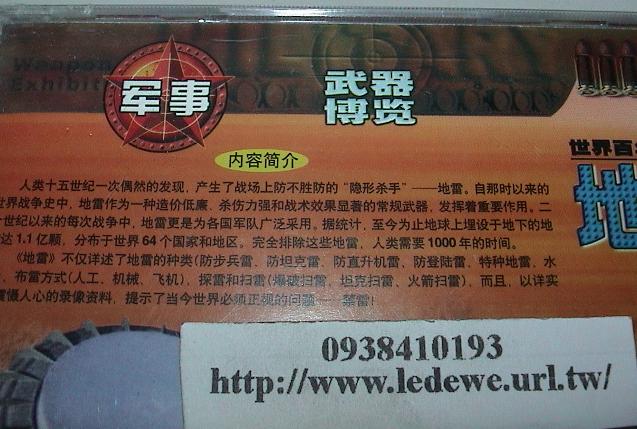 Weapon
Exhibit
军事
武器
博览
内容简介
世界百
地
人类十五世纪一次偶然的发现，产生了战场上防不胜防的“隐形杀手”——地雷。自那时以来的
世界战争史中，地雷作为一种造价低廉、杀伤力强和战术效果显著的常规武器，发挥着重要作用。二
十世纪以来的每次战争中，地雷更是为各国军队广泛采用。据统计，至今为止地球上埋设于地下的地
达1.1亿颗，分布于世界64个国家和地区。完全排除这些地雷，人类需要1000年的时间。
《地雷》不仅详述了地雷的种类(防步兵雷、防坦克雷、防直升机雷、防登陆雷、特种地雷、水
、布雷方式(人工、机械、飞机)、探雷和扫雷(爆破扫雷、坦克扫雷、火箭扫雷)。而且，以详实
震慑人心的录像资料，提示了当今世界必须正视的问题——禁雷!
0938410193
http://www.ledewe.url.tw/